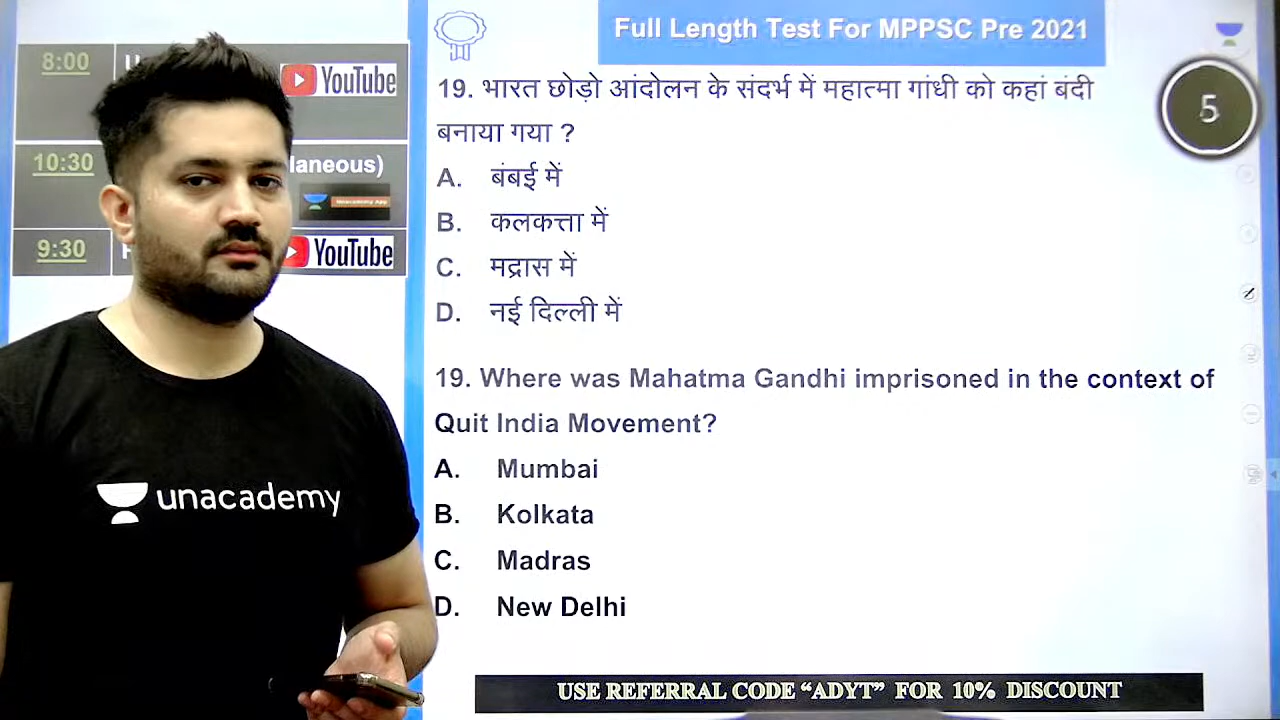 Full Length Test For MPPSC Pre 2021
8:00
YouTube
10:30
laneous)
Unacademy App
9:30
YouTube
19. भारत छोड़ो आंदोलन के संदर्भ में महात्मा गांधी को कहां बंदी
बनाया गया ?
5
A. बंबई में
B. कलकत्ता में
C. मद्रास में
D. नई दिल्ली में
19. Where was Mahatma Gandhi imprisoned in the context of
Quit India Movement?
A. Mumbai
B. Kolkata
C. Madras
D. New Delhi
unacademy
USE REFERRAL CODE “ADYT” FOR 10% DISCOUNT